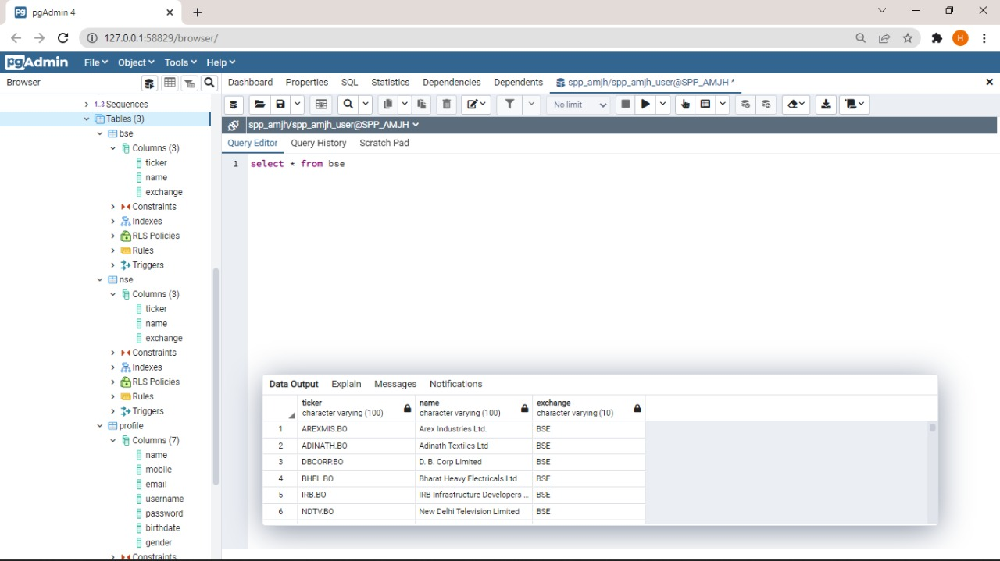 pgAdmin 4
127.0.0.1:58829/browser/
H
pgAdmin File Object Tools Help
Browser
Dashboard Properties SQL Statistics Dependencies Dependents spp_amjh/spp_amjh_user@SPP_AMJH *
No limit
spp_amjh/spp_amjh_user@SPP_AMJH
Query Editor Query History Scratch Pad
1 select * from bse
1..3 Sequences
Tables (3)
bse
Columns (3)
ticker
name
exchange
Constraints
Indexes
RLS Policies
Rules
Triggers
nse
Columns (3)
ticker
name
exchange
Constraints
Indexes
RLS Policies
Rules
Triggers
profile
Columns (7)
name
mobile
email
username
password
birthdate
gender
Constraints
Data Output Explain Messages Notifications
ticker name exchange
character varying (100) character varying (100) character varying (10)
1 AREXMIS.BO Arex Industries Ltd. BSE
2 ADINATH.BO Adinath Textiles Ltd BSE
3 DBCORP.BO D. B. Corp Limited BSE
4 BHEL.BO Bharat Heavy Electricals Ltd. BSE
5 IRB.BO IRB Infrastructure Developers ... BSE
6 NDTV.BO New Delhi Television Limited BSE